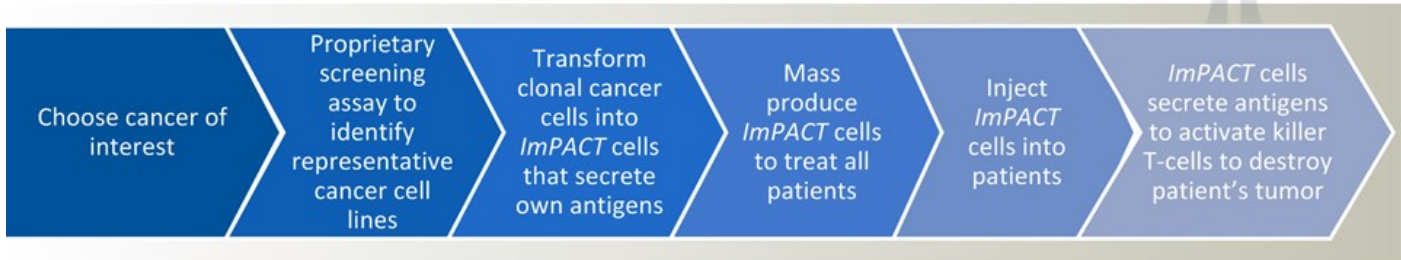 Choose cancer of
interest
Proprietary
screening
assay to
identify
representative
cancer cell
lines
Transform
clonal cancer
cells into
ImPACT cells
that secrete
own antigens
Mass
produce
ImPACT cells
to treat all
patients
Inject
ImPACT
cells into
patients
ImPACT cells
secrete antigens
to activate killer
T-cells to destroy
patient's tumor